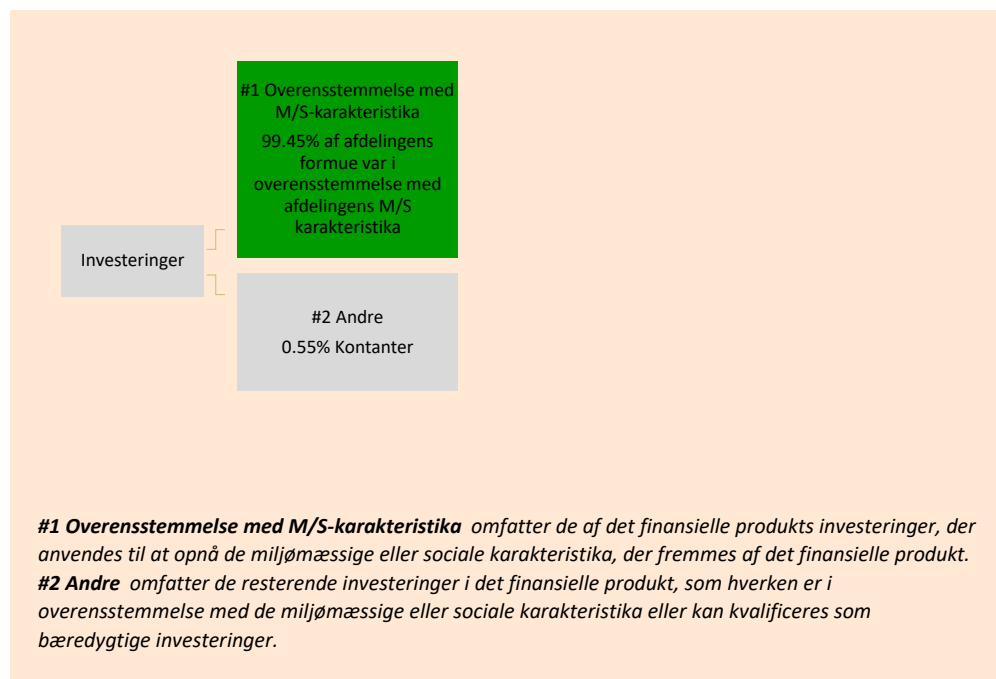 #1 Overensstemmelse med
M/S-karakteristika
99.45% af afdelingens
formue var i
overensstemmelse med
afdelingens M/S
karakteristika
Investeringer
#2 Andre
0.55% Kontanter
#1 Overensstemmelse med M/S-karakteristika omfatter de af det finansielle produkts investeringer, der
anvendes til at opnå de miljømæssige eller sociale karakteristika, der fremmes af det finansielle produkt.
#2 Andre omfatter de resterende investeringer i det finansielle produkt, som hverken er i
overensstemmelse med de miljømæssige eller sociale karakteristika eller kan kvalificeres som
bæredygtige investeringer.